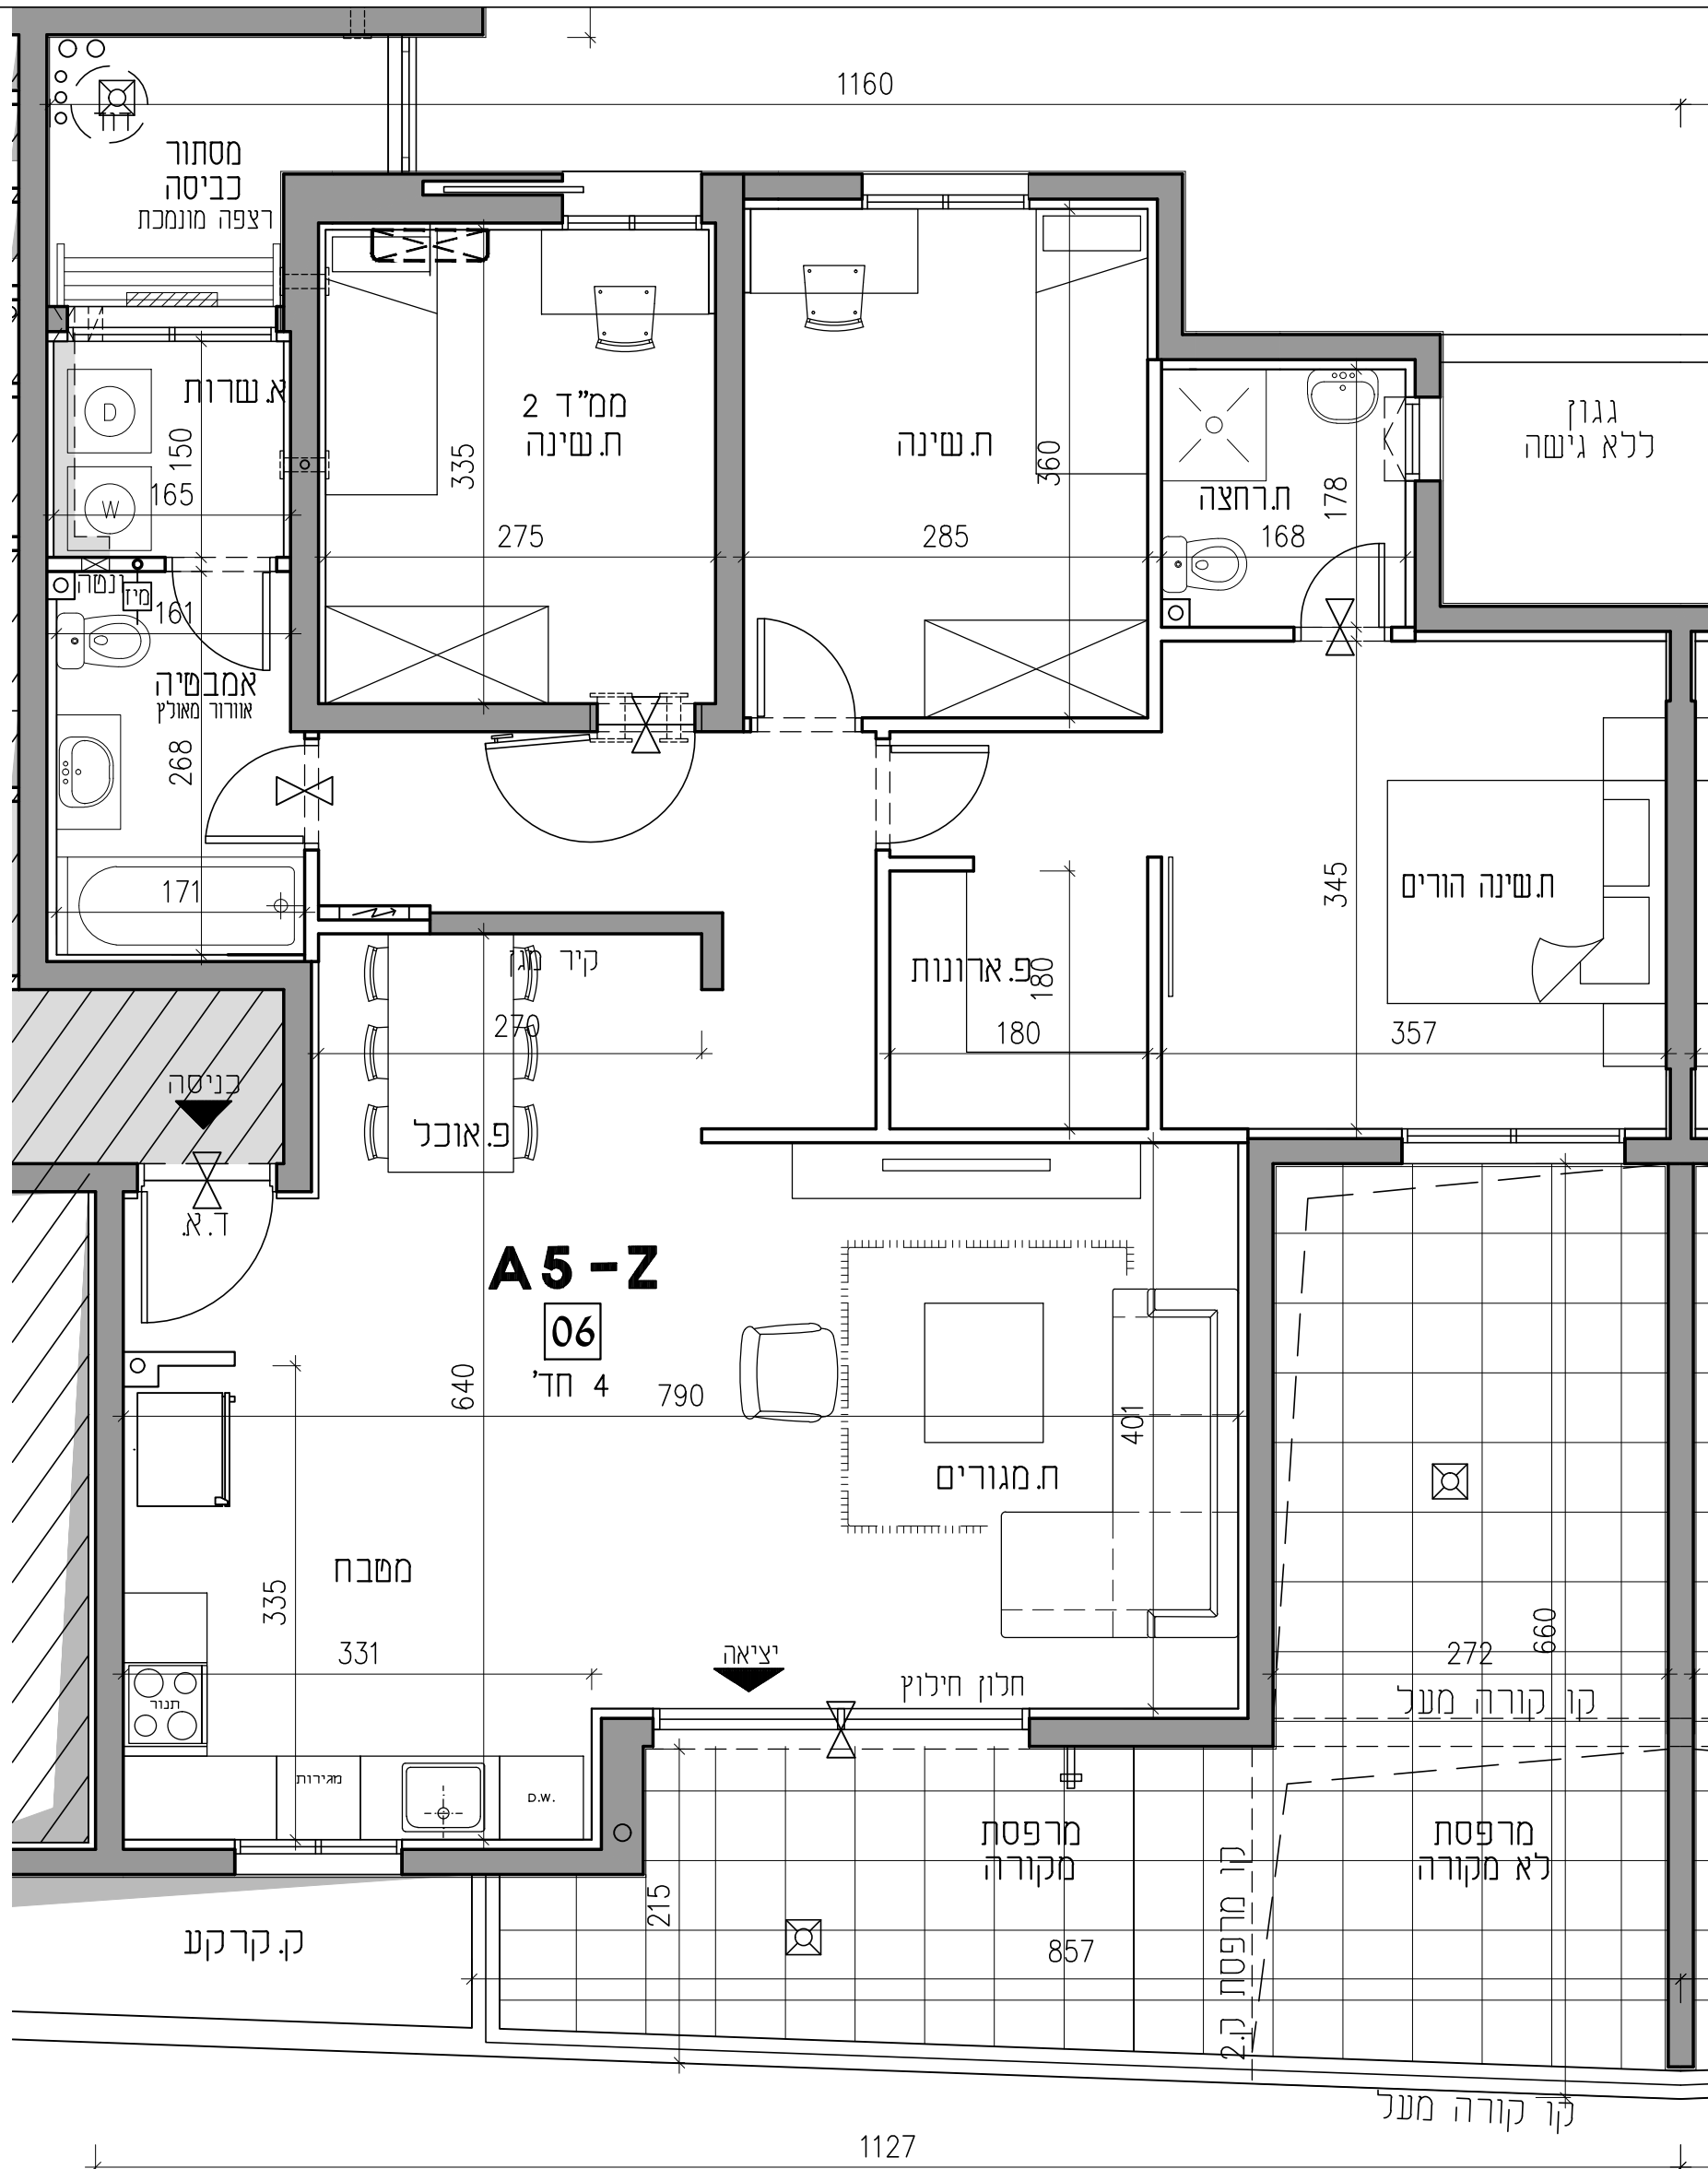 1160
מסתור
כביסה
רצפה מונמכת
א.שרות
D
150
165
W
ממ"ד 2
ח.שינה
335
275
ח.שינה
360
285
ח.רחצה
178
168
גגון
ללא גישה
ונטה
מיז
161
אמבטיה
אוורור מאולץ
268
171
קיר מגן
270
פ.ארונות
180
180
345
ח.שינה הורים
357
כניסה
פ.אוכל
ד.א.
A5-Z
06
4 חד'
640
790
401
ח.מגורים
מטבח
335
331
תנור
מגירות
D.W.
יציאה
חלון חילוץ
272
660
קו קורה מעל
מרפסת
מקורה
מרפסת
לא מקורה
קו מרפסת ק.2
215
857
ק.קרקע
קו קורה מעל
1127